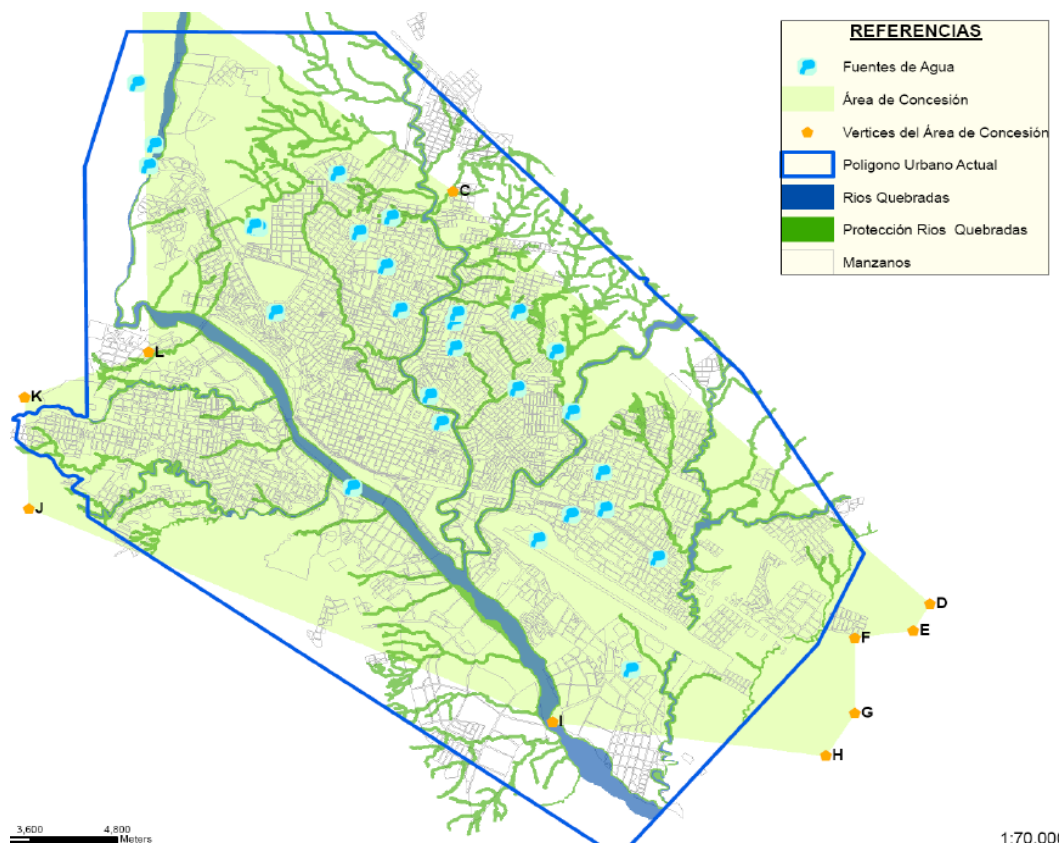 REFERENCIAS
Fuentes de Agua
Área de Concesión
Vertices del Área de Concesión
Poligono Urbano Actual
Rios Quebradas
Protección Rios Quebradas
Manzanos
C
L
K
J
D
E
F
G
I
H
3,600 4,800
Meters
1:70,000